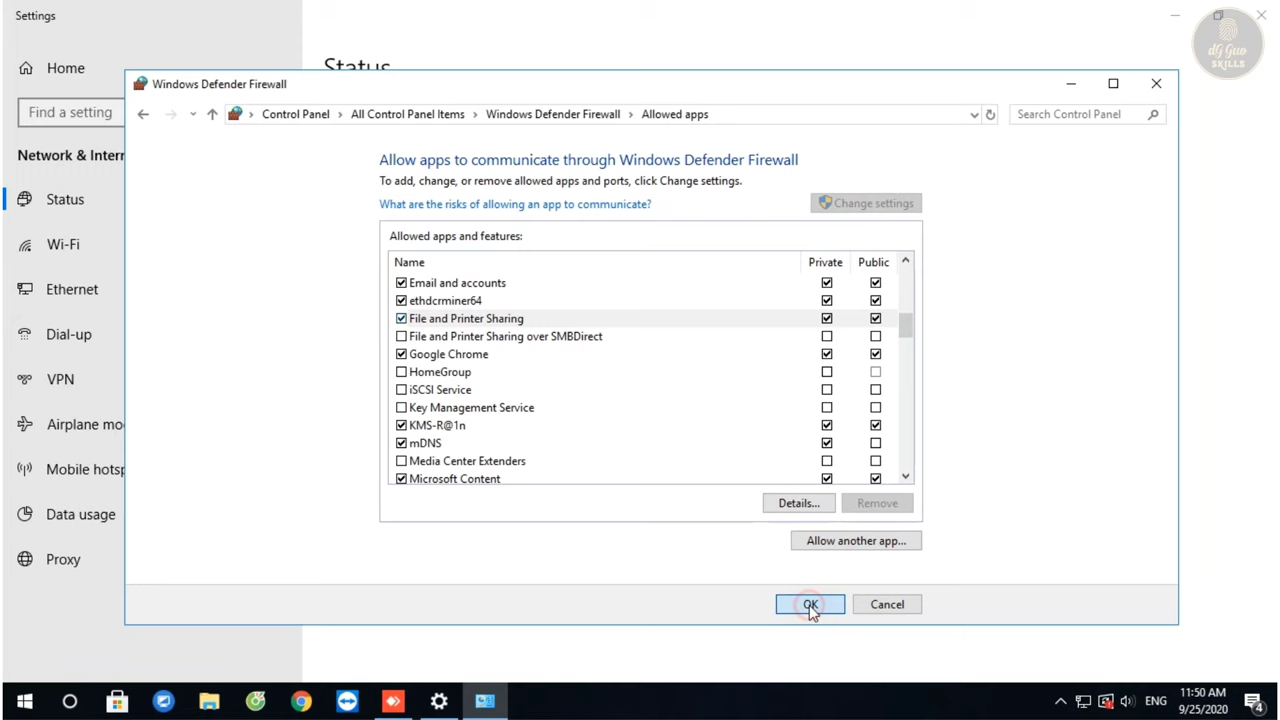 Settings
dG Guo
SKILLS
Home
Status
Find a setting
Network & Intern
Status
Wi-Fi
Ethernet
Dial-up
VPN
Airplane mo
Mobile hots
Data usage
Proxy
Windows Defender Firewall
Control Panel > All Control Panel Items > Windows Defender Firewall > Allowed apps
Search Control Panel
Allow apps to communicate through Windows Defender Firewall
To add, change, or remove allowed apps and ports, click Change settings.
What are the risks of allowing an app to communicate?
Change settings
Allowed apps and features:
Name Private Public
Email and accounts
ethdcrminer64
File and Printer Sharing
File and Printer Sharing over SMBDirect
Google Chrome
HomeGroup
iSCSI Service
Key Management Service
KMS-R@1n
mDNS
Media Center Extenders
Microsoft Content
Details... Remove
Allow another app...
OK Cancel
ENG
11:50 AM
9/25/2020
4